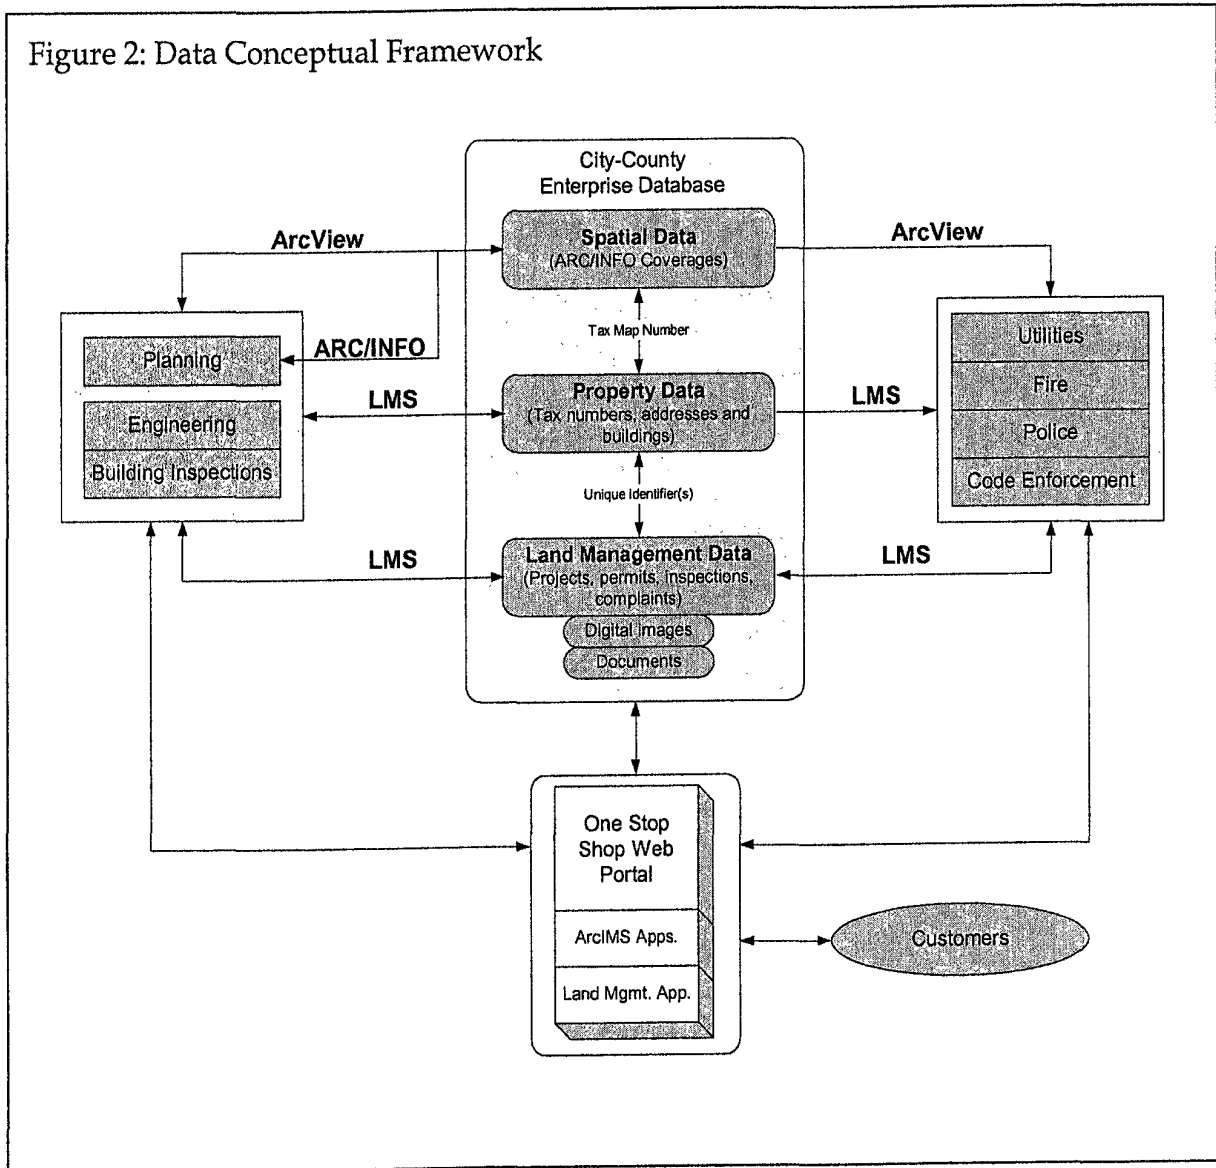 Figure 2: Data Conceptual Framework
City-County
Enterprise Database
ArcView
Spatial Data
(ARC/INFO Coverages)
ArcView
Tax Map Number
Planning
ARC/INFO
Utilities
Fire
LMS
Property Data
(Tax numbers, addresses and
buildings)
LMS
Engineering
Building Inspections
Police
Code Enforcement
Unique Identifier(s)
LMS
Land Management Data
(Projects, permits, inspections,
complaints)
LMS
Digital images
Documents
One Stop
Shop Web
Portal
ArcIMS Apps.
Land Mgmt. App.
Customers